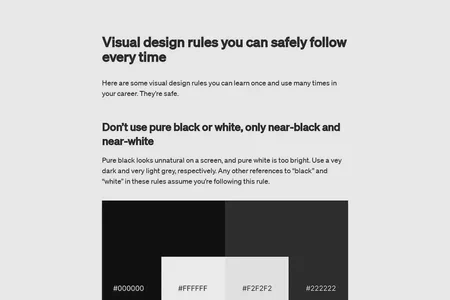 Visual design rules you can safely follow
every time
Here are some visual design rules you can learn once and use many times in
your career. They're safe.
Don't use pure black or white, only near-black and
near-white
Pure black looks unnatural on a screen, and pure white is too bright. Use a vey
dark and very light grey, respectively. Any other references to "black" and
"white" in these rules assume you're following this rule.
#000000 #FFFFFF #F2F2F2 #222222